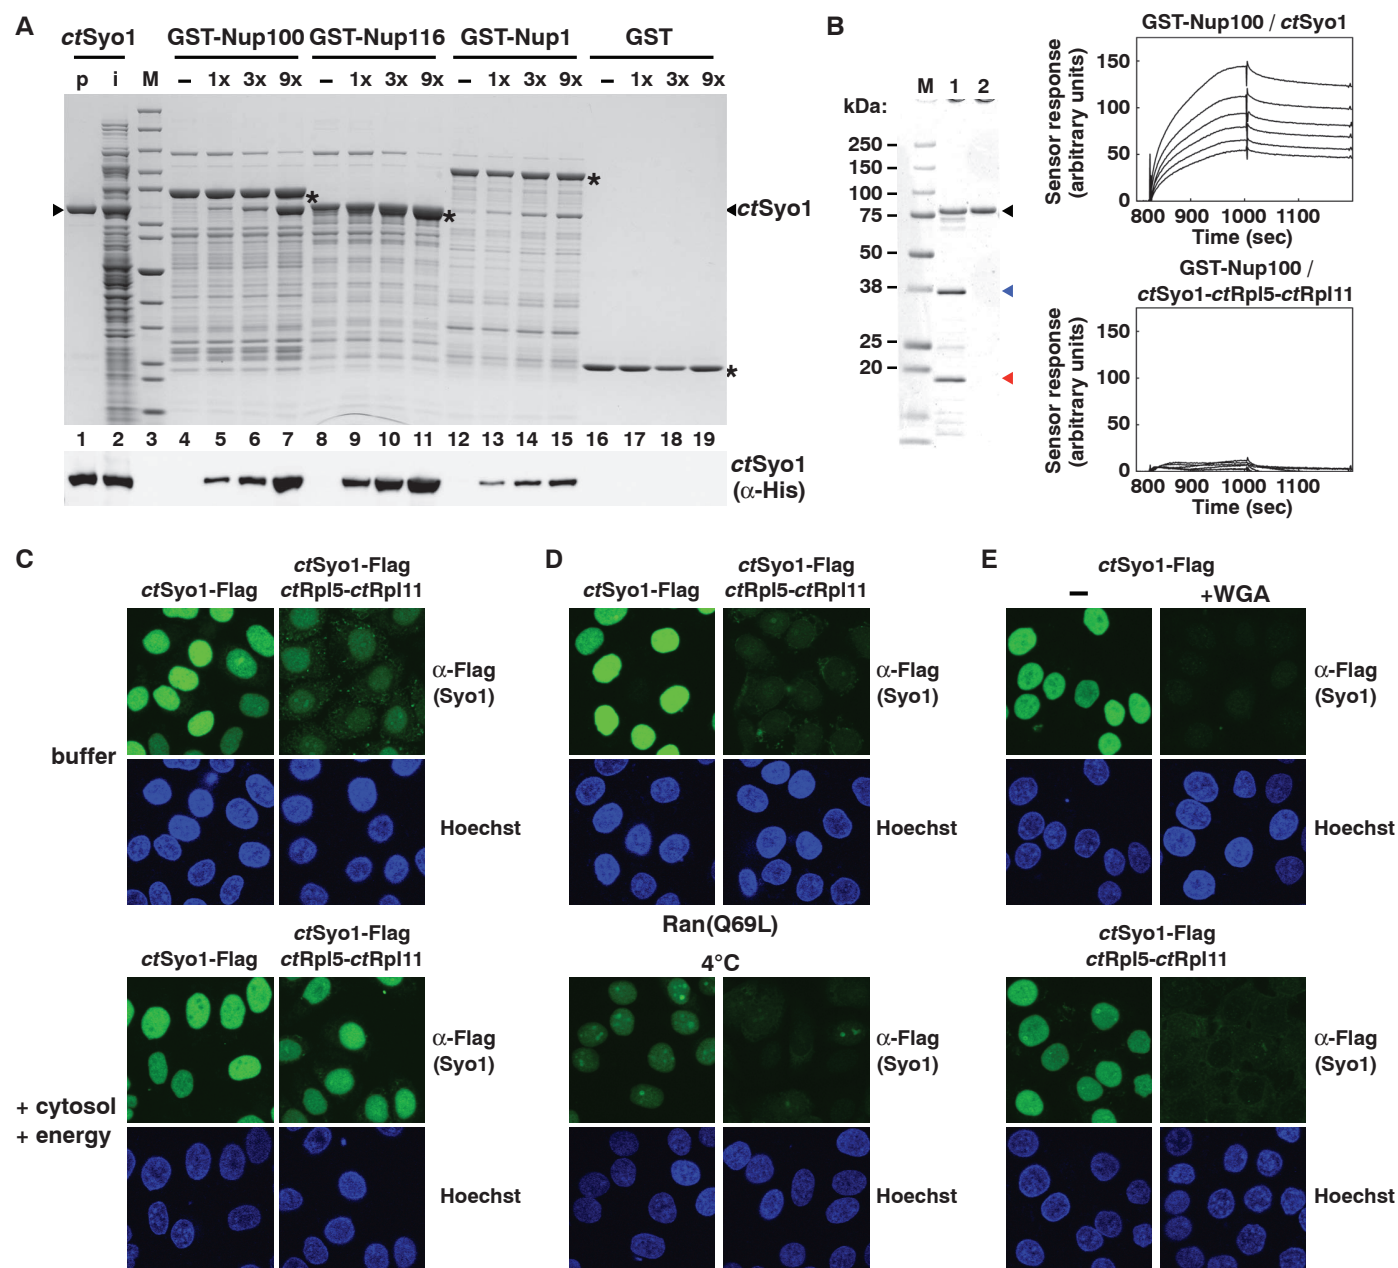 A
ctSyo1 GST-Nup100 GST-Nup116 GST-Nup1 GST
p i M – 1x 3x 9x – 1x 3x 9x – 1x 3x 9x – 1x 3x 9x
* * * *
ctSyo1
1 2 3 4 5 6 7 8 9 10 11 12 13 14 15 16 17 18 19
ctSyo1
(α-His)
B
M 1 2
kDa:
250
150
100
75
50
38
25
20
GST-Nup100 / ctSyo1
Sensor response
(arbitrary units)
150
100
50
0
800 900 1000 1100
Time (sec)
GST-Nup100 /
ctSyo1-ctRpl5-ctRpl11
Sensor response
(arbitrary units)
150
100
50
0
800 900 1000 1100
Time (sec)
C
ctSyo1-Flag
ctSyo1-Flag
ctRpl5-ctRpl11
α-Flag
(Syo1)
buffer
Hoechst
ctSyo1-Flag
ctSyo1-Flag
ctRpl5-ctRpl11
α-Flag
(Syo1)
+ cytosol
+ energy
Hoechst
D
ctSyo1-Flag
ctSyo1-Flag
ctRpl5-ctRpl11
α-Flag
(Syo1)
Hoechst
Ran(Q69L)
4°C
α-Flag
(Syo1)
Hoechst
E
ctSyo1-Flag
– +WGA
α-Flag
(Syo1)
Hoechst
ctSyo1-Flag
ctRpl5-ctRpl11
α-Flag
(Syo1)
Hoechst